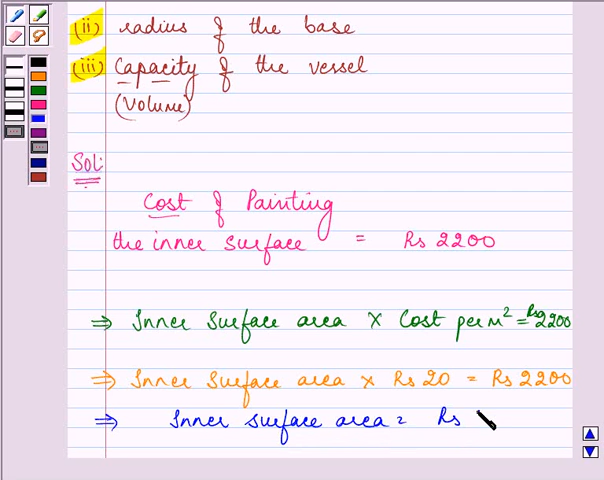 (ii) radius of the base
(iii) Capacity of the vessel
(Volume)
Sol:
Cost of Painting
the inner surface = Rs 2200
⇒ Inner Surface area × Cost per m² = Rs 2200
⇒ Inner Surface area × Rs 20 = Rs 2200
⇒ Inner surface area = Rs